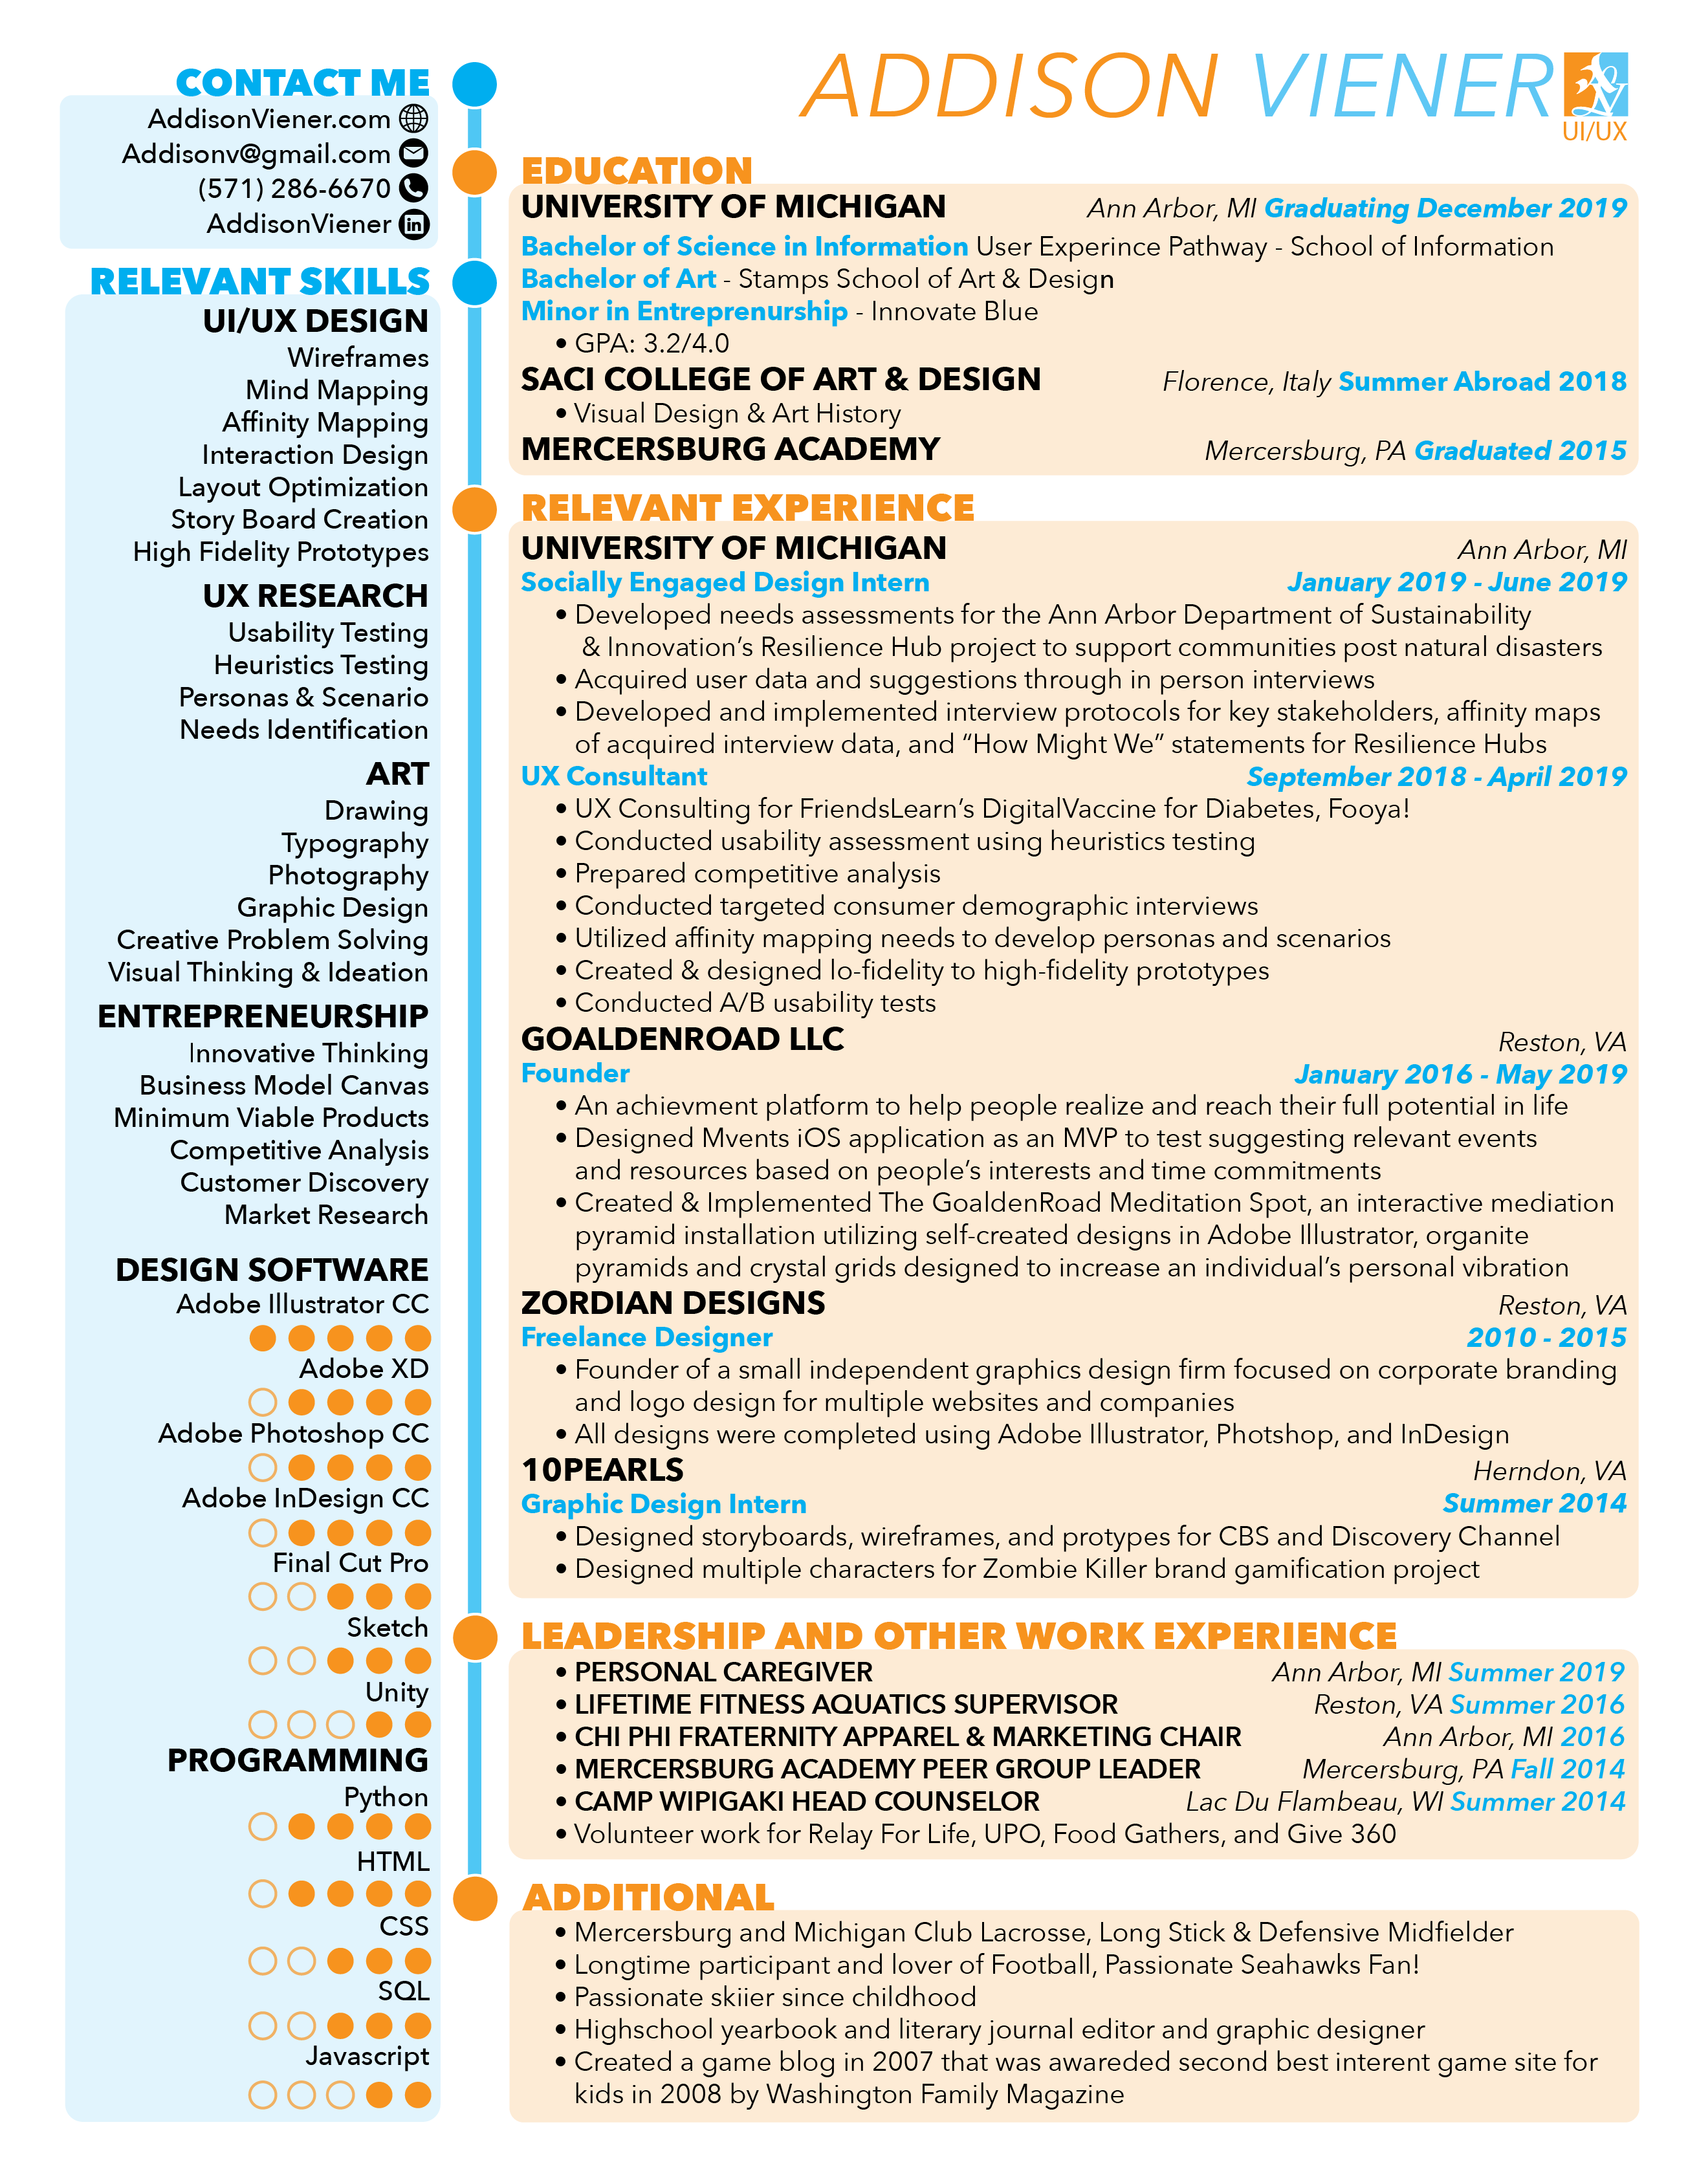 ADDISON VIENER
UI/UX
CONTACT ME
AddisonViener.com
Addisonv@gmail.com
(571) 286-6670
AddisonViener
in
RELEVANT SKILLS
UI/UX DESIGN
Wireframes
Mind Mapping
Affinity Mapping
Interaction Design
Layout Optimization
Story Board Creation
High Fidelity Prototypes
UX RESEARCH
Usability Testing
Heuristics Testing
Personas & Scenario
Needs Identification
ART
Drawing
Typography
Photography
Graphic Design
Creative Problem Solving
Visual Thinking & Ideation
ENTREPRENEURSHIP
Innovative Thinking
Business Model Canvas
Minimum Viable Products
Competitive Analysis
Customer Discovery
Market Research
DESIGN SOFTWARE
Adobe Illustrator CC
Adobe XD
Adobe Photoshop CC
Adobe InDesign CC
Final Cut Pro
Sketch
Unity
PROGRAMMING
Python
HTML
CSS
SQL
Javascript
EDUCATION
UNIVERSITY OF MICHIGAN Ann Arbor, MI Graduating December 2019
Bachelor of Science in Information User Experince Pathway - School of Information
Bachelor of Art - Stamps School of Art & Design
Minor in Entreprenurship - Innovate Blue
• GPA: 3.2/4.0
SACI COLLEGE OF ART & DESIGN Florence, Italy Summer Abroad 2018
• Visual Design & Art History
MERCERSBURG ACADEMY Mercersburg, PA Graduated 2015
RELEVANT EXPERIENCE
UNIVERSITY OF MICHIGAN Ann Arbor, MI
Socially Engaged Design Intern January 2019 - June 2019
• Developed needs assessments for the Ann Arbor Department of Sustainability
& Innovation's Resilience Hub project to support communities post natural disasters
• Acquired user data and suggestions through in person interviews
• Developed and implemented interview protocols for key stakeholders, affinity maps
of acquired interview data, and “How Might We” statements for Resilience Hubs
UX Consultant September 2018 - April 2019
• UX Consulting for FriendsLearn’s DigitalVaccine for Diabetes, Fooya!
• Conducted usability assessment using heuristics testing
• Prepared competitive analysis
• Conducted targeted consumer demographic interviews
• Utilized affinity mapping needs to develop personas and scenarios
• Created & designed lo-fidelity to high-fidelity prototypes
• Conducted A/B usability tests
GOALDENROAD LLC Reston, VA
Founder January 2016 - May 2019
• An achievment platform to help people realize and reach their full potential in life
• Designed Mvents iOS application as an MVP to test suggesting relevant events
and resources based on people’s interests and time commitments
• Created & Implemented The GoaldenRoad Meditation Spot, an interactive mediation
pyramid installation utilizing self-created designs in Adobe Illustrator, organite
pyramids and crystal grids designed to increase an individual’s personal vibration
ZORDIAN DESIGNS Reston, VA
Freelance Designer 2010 - 2015
• Founder of a small independent graphics design firm focused on corporate branding
and logo design for multiple websites and companies
• All designs were completed using Adobe Illustrator, Photshop, and InDesign
10PEARLS Herndon, VA
Graphic Design Intern Summer 2014
• Designed storyboards, wireframes, and protypes for CBS and Discovery Channel
• Designed multiple characters for Zombie Killer brand gamification project
LEADERSHIP AND OTHER WORK EXPERIENCE
• PERSONAL CAREGIVER Ann Arbor, MI Summer 2019
• LIFETIME FITNESS AQUATICS SUPERVISOR Reston, VA Summer 2016
• CHI PHI FRATERNITY APPAREL & MARKETING CHAIR Ann Arbor, MI 2016
• MERCERSBURG ACADEMY PEER GROUP LEADER Mercersburg, PA Fall 2014
• CAMP WIPIGAKI HEAD COUNSELOR Lac Du Flambeau, WI Summer 2014
• Volunteer work for Relay For Life, UPO, Food Gathers, and Give 360
ADDITIONAL
• Mercersburg and Michigan Club Lacrosse, Long Stick & Defensive Midfielder
• Longtime participant and lover of Football, Passionate Seahawks Fan!
• Passionate skiier since childhood
• Highschool yearbook and literary journal editor and graphic designer
• Created a game blog in 2007 that was awareded second best interent game site for
kids in 2008 by Washington Family Magazine